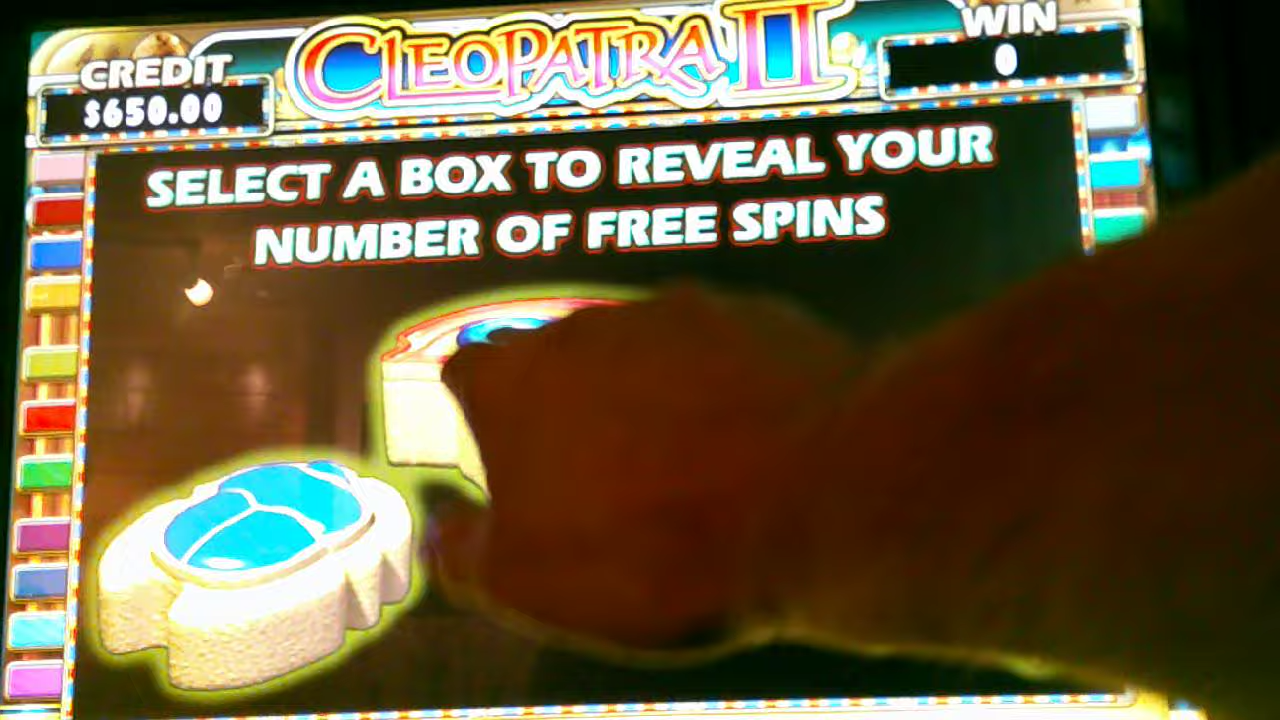 CLEOPATRA II
CREDIT
$650.00
WIN
0
SELECT A BOX TO REVEAL YOUR
NUMBER OF FREE SPINS